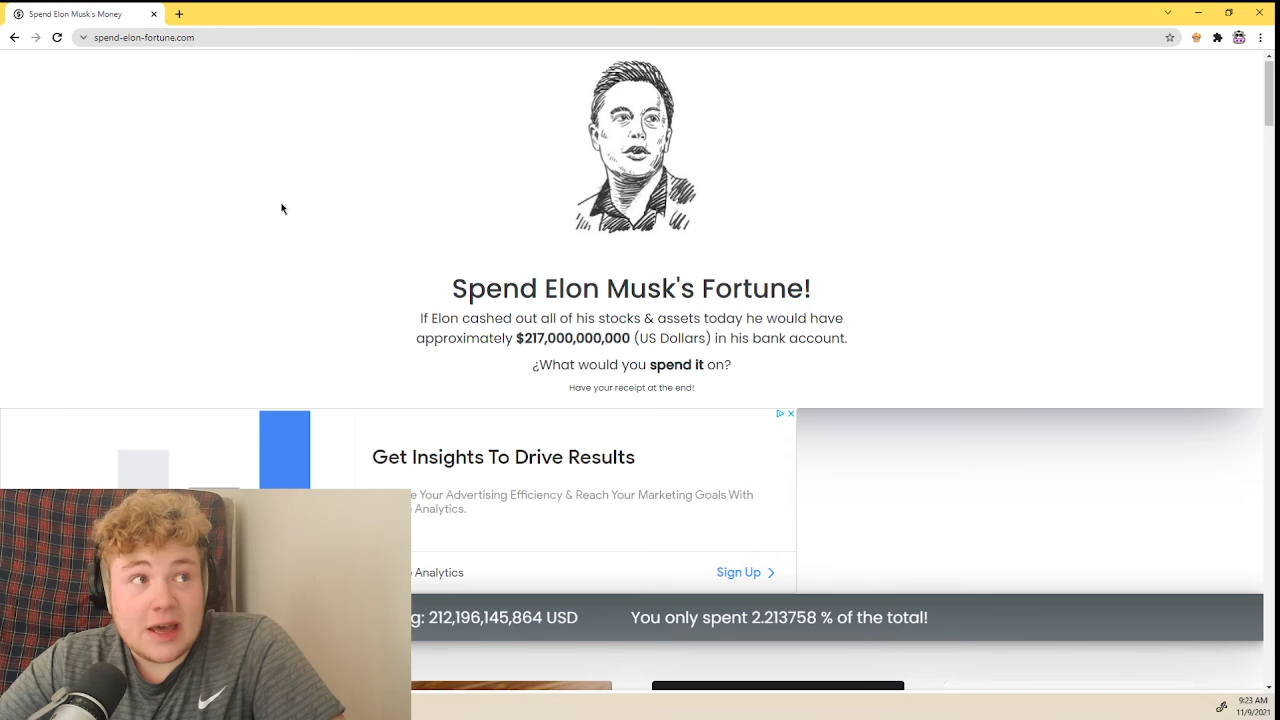 Spend Elon Musk's Money
spend-elon-fortune.com
Spend Elon Musk's Fortune!
If Elon cashed out all of his stocks & assets today he would have
approximately $217,000,000,000 (US Dollars) in his bank account.
¿What would you spend it on?
Have your receipt at the end!
Get Insights To Drive Results
Your Advertising Efficiency & Reach Your Marketing Goals With
Analytics.
Analytics
Sign Up
g: 212,196,145,864 USD
You only spent 2.213758 % of the total!
9:23 AM
11/9/2021